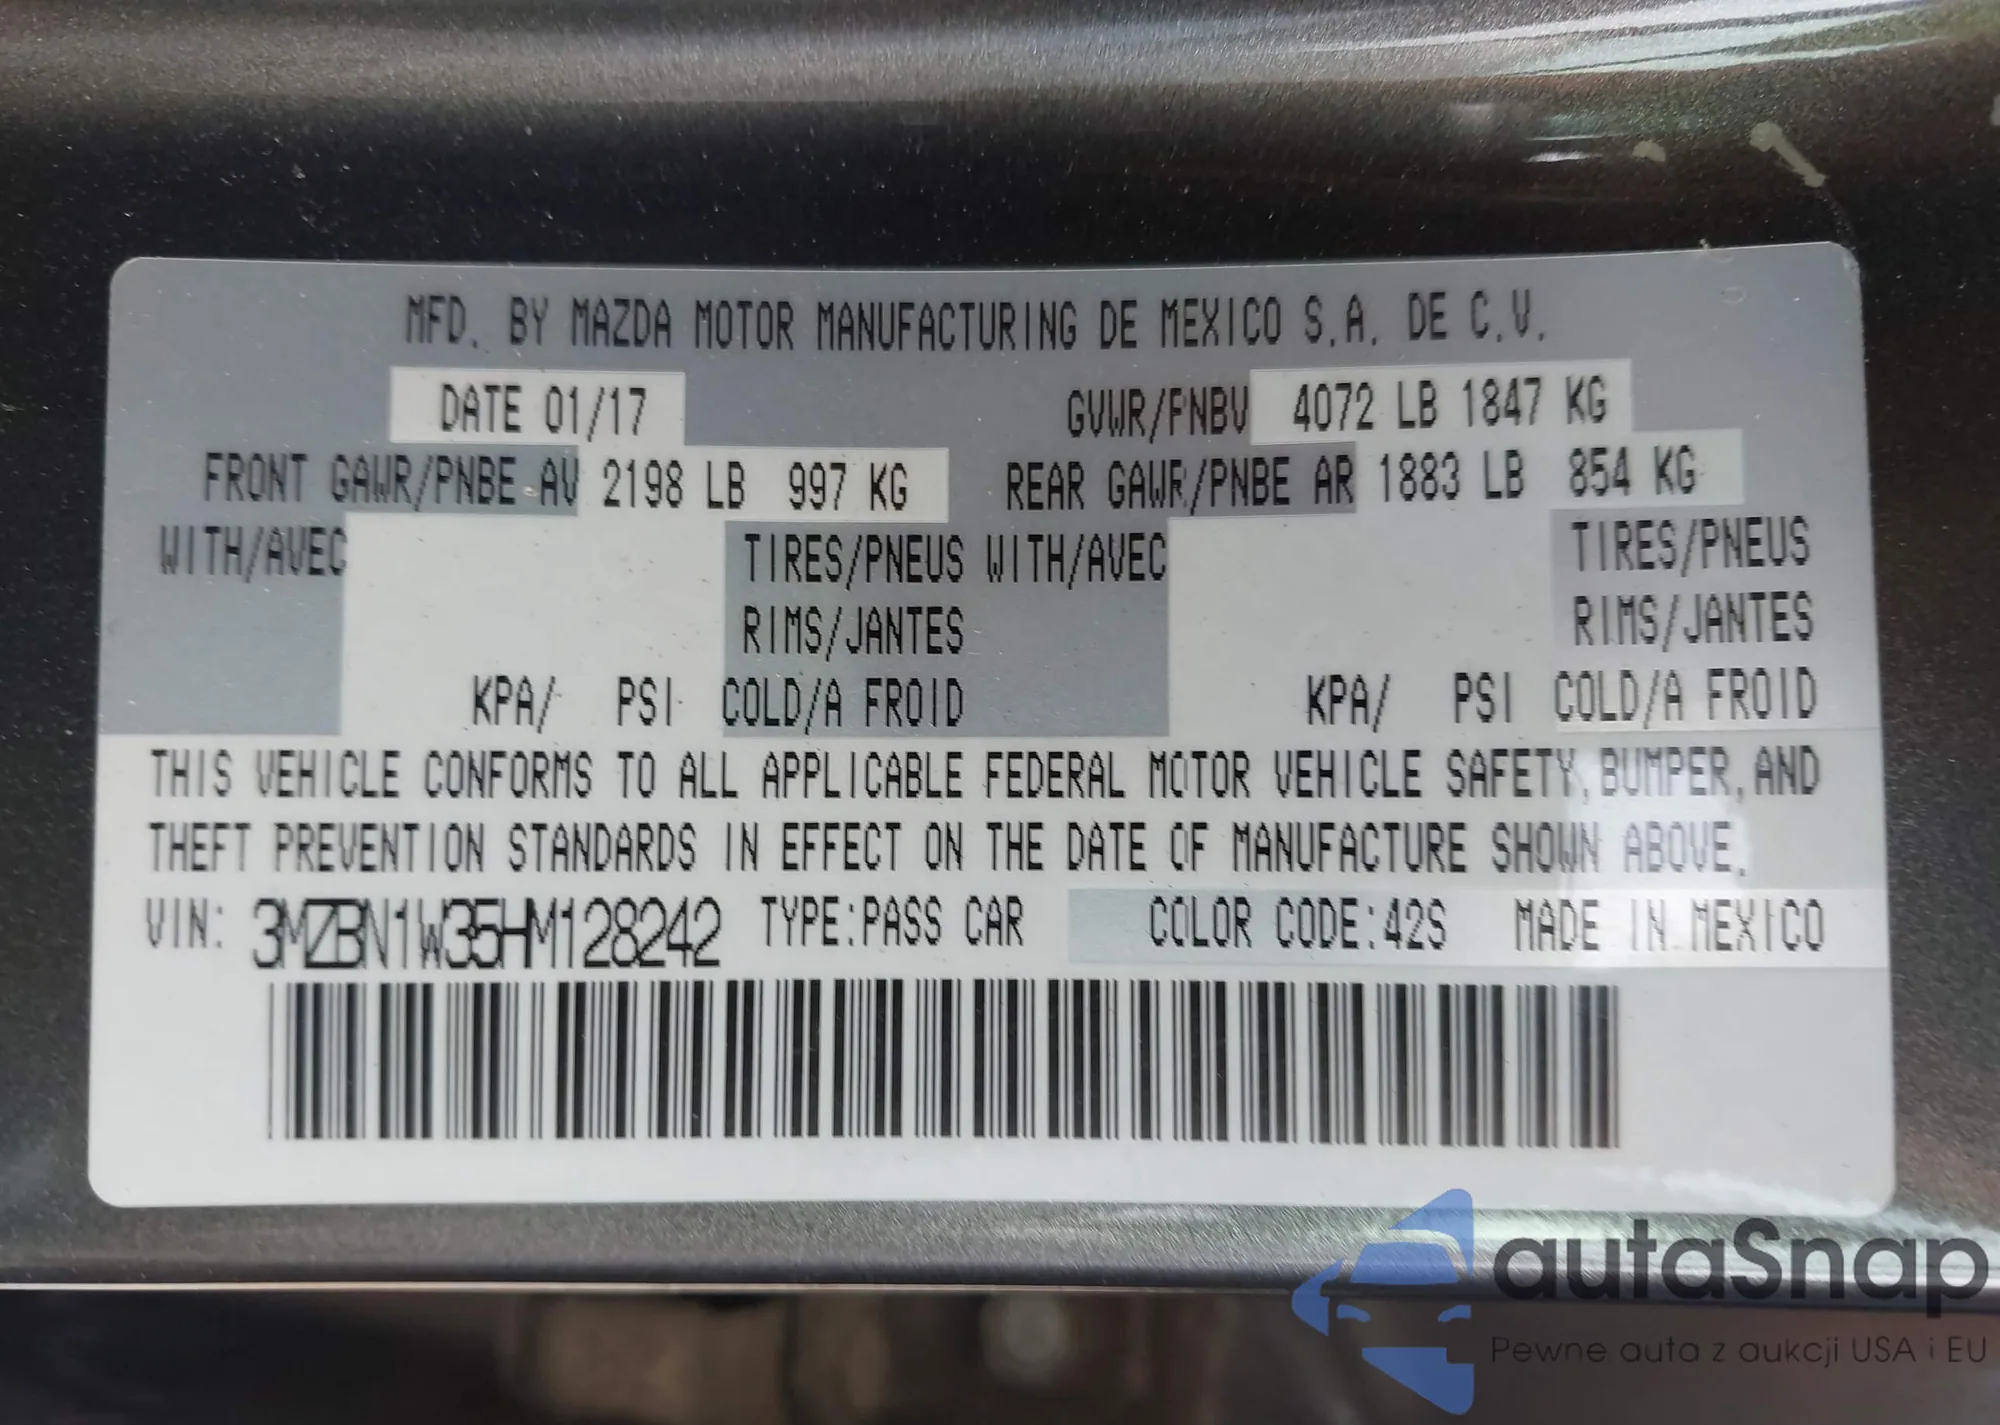 MFD. BY MAZDA MOTOR MANUFACTURING DE MEXICO S.A. DE C.V.
DATE 01/17 GVWR/PNBV 4072 LB 1847 KG
FRONT GAWR/PNBE AV 2198 LB 997 KG REAR GAWR/PNBE AR 1883 LB 854 KG
WITH/AVEC TIRES/PNEUS WITH/AVEC TIRES/PNEUS
RIMS/JANTES RIMS/JANTES
KPA/ PSI COLD/A FROID KPA/ PSI COLD/A FROID
THIS VEHICLE CONFORMS TO ALL APPLICABLE FEDERAL MOTOR VEHICLE SAFETY, BUMPER, AND
THEFT PREVENTION STANDARDS IN EFFECT ON THE DATE OF MANUFACTURE SHOWN ABOVE.
VIN: 3MZBN1W35HM128242 TYPE:PASS CAR COLOR CODE:42S MADE IN MEXICO
autaSnap
Pewne auta z aukcji USA i EU